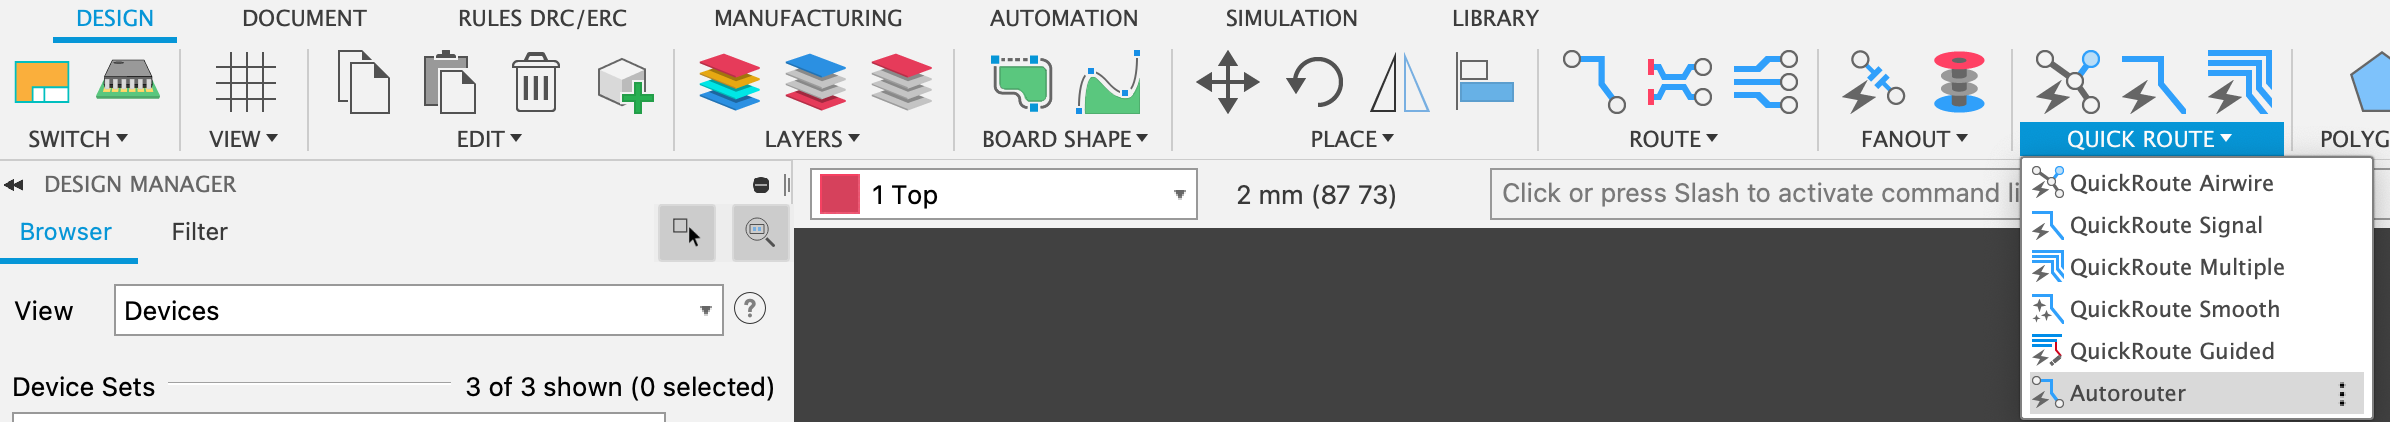 DESIGN DOCUMENT RULES DRC/ERC MANUFACTURING AUTOMATION SIMULATION LIBRARY
SWITCH VIEW EDIT LAYERS BOARD SHAPE PLACE ROUTE FANOUT QUICK ROUTE POLYG
DESIGN MANAGER
1 Top 2 mm (87 73) Click or press Slash to activate command li
Browser Filter
View Devices ?
Device Sets 3 of 3 shown (0 selected)
QuickRoute Airwire
QuickRoute Signal
QuickRoute Multiple
QuickRoute Smooth
QuickRoute Guided
Autorouter